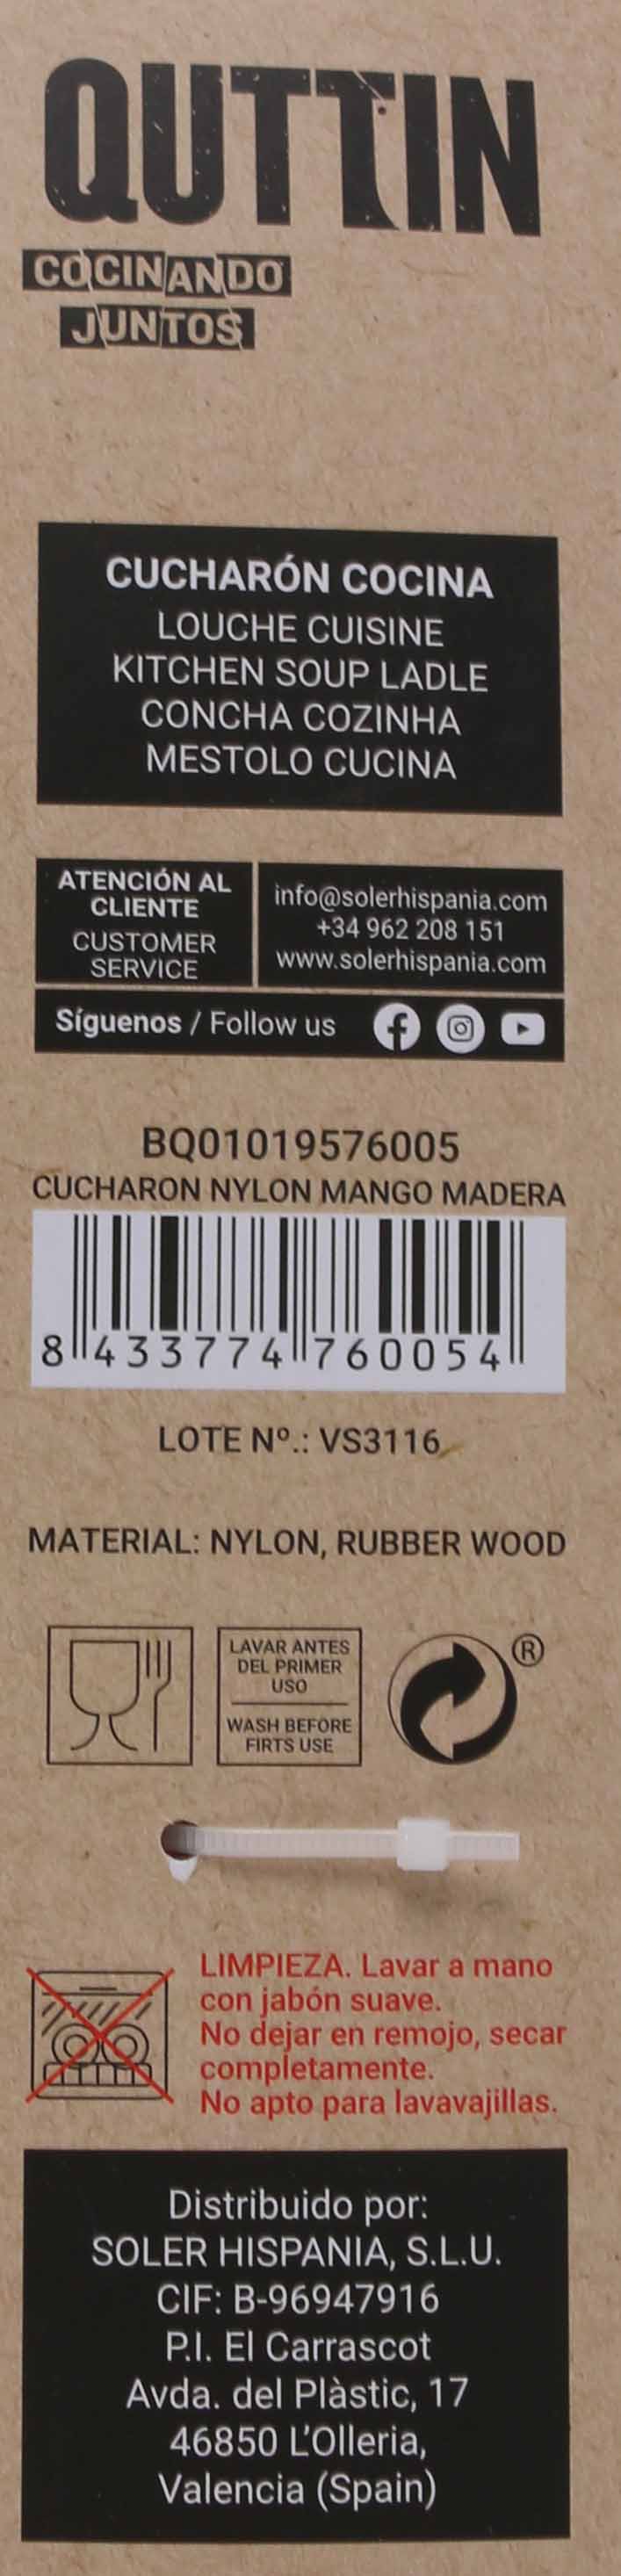 QUTTIN
COCINANDO
JUNTOS
CUCHARÓN COCINA
LOUCHE CUISINE
KITCHEN SOUP LADLE
CONCHA COZINHA
MESTOLO CUCINA
ATENCIÓN AL
CLIENTE
CUSTOMER
SERVICE
info@solerhispania.com
+34 962 208 151
www.solerhispania.com
Síguenos / Follow us
BQ01019576005
CUCHARON NYLON MANGO MADERA
8 433774 760054
LOTE Nº.: VS3116
MATERIAL: NYLON, RUBBER WOOD
LAVAR ANTES
DEL PRIMER
USO
WASH BEFORE
FIRTS USE
®
LIMPIEZA. Lavar a mano
con jabón suave.
No dejar en remojo, secar
completamente.
No apto para lavavajillas.
Distribuido por:
SOLER HISPANIA, S.L.U.
CIF: B-96947916
P.I. El Carrascot
Avda. del Plàstic, 17
46850 L'Olleria,
Valencia (Spain)